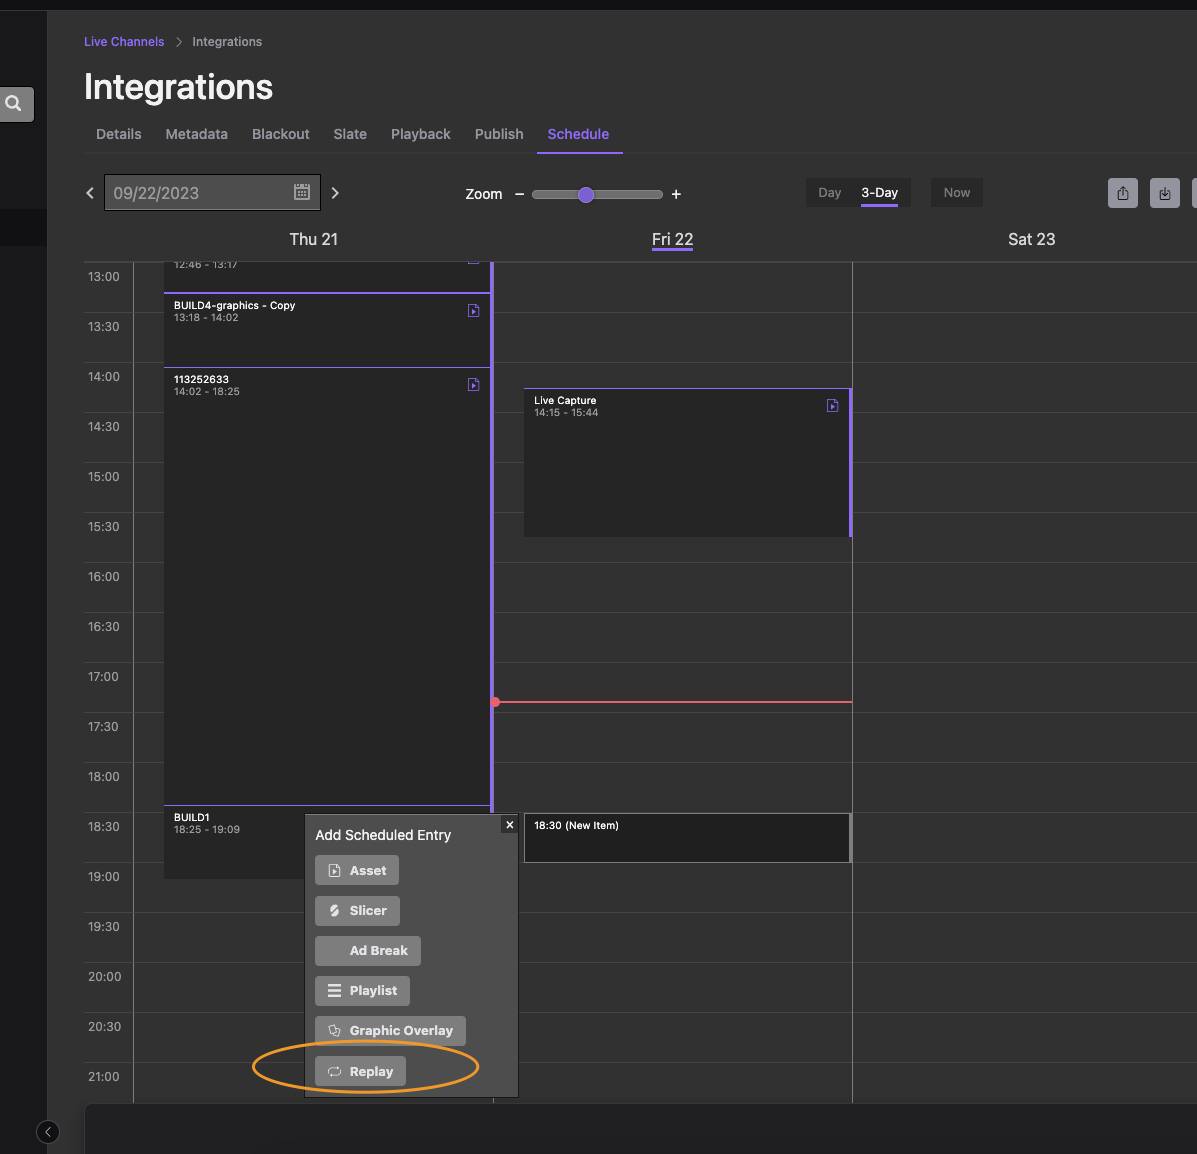 Live Channels > Integrations
Integrations
Details Metadata Blackout Slate Playback Publish Schedule
09/22/2023
Zoom − +
Day 3-Day Now
Thu 21 Fri 22 Sat 23
12:46 - 13:17
13:00
BUILD4-graphics - Copy
13:18 - 14:02
13:30
14:00
113252633
14:02 - 18:25
Live Capture
14:15 - 15:44
14:30
15:00
15:30
16:00
16:30
17:00
17:30
18:00
BUILD1
18:25 - 19:09
18:30
18:30 (New Item)
Add Scheduled Entry
Asset
19:00
Slicer
19:30
Ad Break
20:00
Playlist
20:30
Graphic Overlay
21:00
Replay